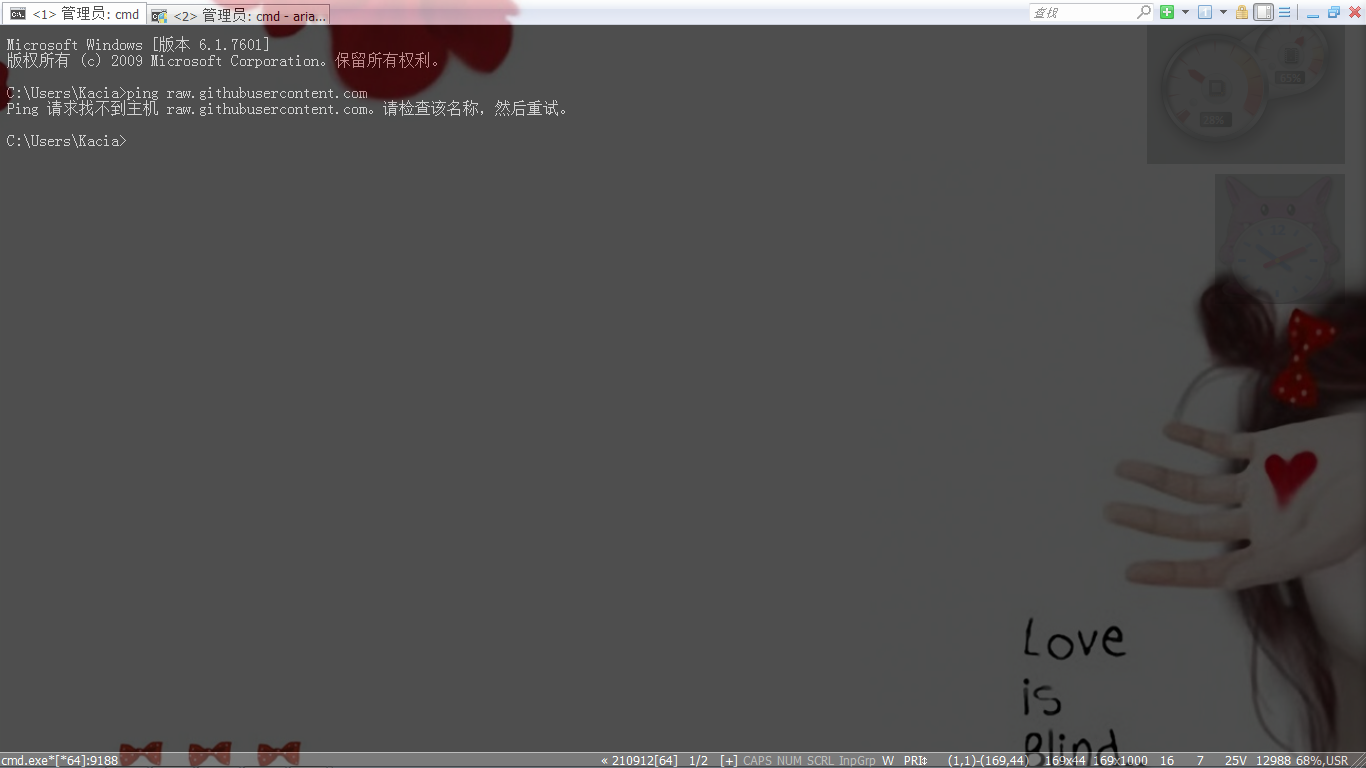 <1> 管理员: cmd
<2> 管理员: cmd - aria...
查找
Microsoft Windows [版本 6.1.7601]
版权所有 (c) 2009 Microsoft Corporation。保留所有权利。
C:\Users\Kacia>ping raw.githubusercontent.com
Ping 请求找不到主机 raw.githubusercontent.com。请检查该名称，然后重试。
C:\Users\Kacia>
65%
Love
is
Blind
cmd.exe*[*64]:9188
« 210912[64] 1/2 [+] CAPS NUM SCRL InpGrp W PRI↕ (1,1)-(169,44) 169x44 169x1000 16 7 25V 12988 68%,USR